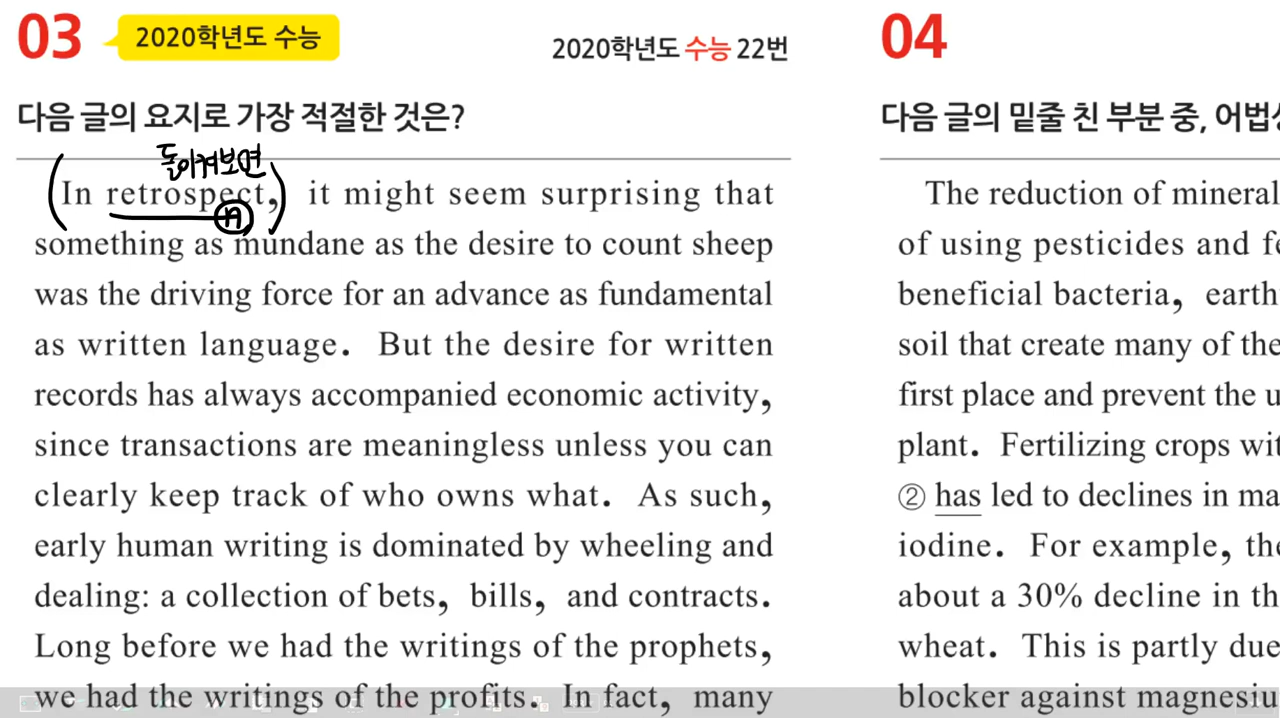 03 2020학년도 수능
2020학년도 수능 22번
다음 글의 요지로 가장 적절한 것은?
돌이켜보면
(In retrospect,) it might seem surprising that
명
something as mundane as the desire to count sheep
was the driving force for an advance as fundamental
as written language. But the desire for written
records has always accompanied economic activity,
since transactions are meaningless unless you can
clearly keep track of who owns what. As such,
early human writing is dominated by wheeling and
dealing: a collection of bets, bills, and contracts.
Long before we had the writings of the prophets,
we had the writings of the profits. In fact, many
04
다음 글의 밑줄 친 부분 중, 어법상
The reduction of mineral
of using pesticides and fe
beneficial bacteria, earth
soil that create many of the
first place and prevent the u
plant. Fertilizing crops wit
② has led to declines in ma
iodine. For example, the
about a 30% decline in th
wheat. This is partly due
blocker against magnesiu